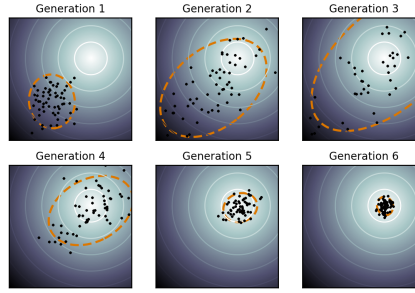 Generation 1
Generation 2
Generation 3
Generation 4
Generation 5
Generation 6